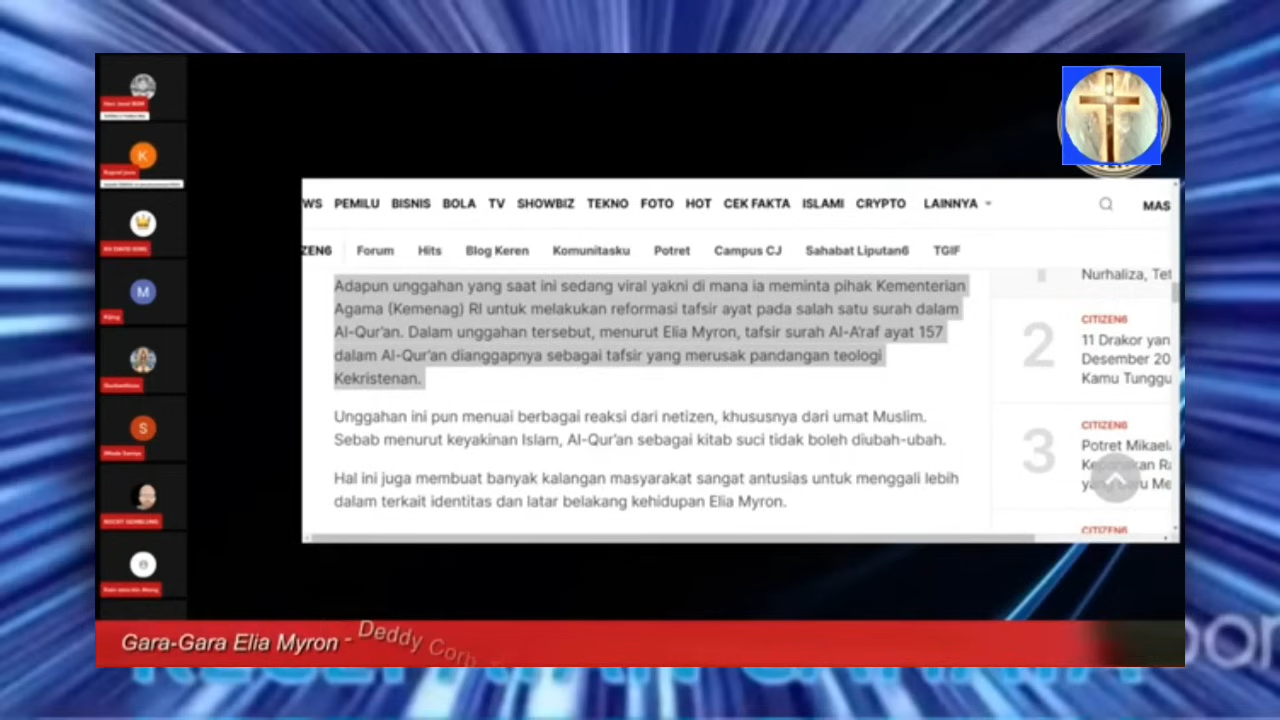 WS PEMILU BISNIS BOLA TV SHOWBIZ TEKNO FOTO HOT CEK FAKTA ISLAMI CRYPTO LAINNYA MAS
ZEN6 Forum Hits Blog Keren Komunitasku Potret Campus CJ Sahabat Liputan6 TGIF
Adapun unggahan yang saat ini sedang viral yakni di mana ia meminta pihak Kementerian
Agama (Kemenag) RI untuk melakukan reformasi tafsir ayat pada salah satu surah dalam
Al-Qur'an. Dalam unggahan tersebut, menurut Elia Myron, tafsir surah Al-A'raf ayat 157
dalam Al-Qur'an dianggapnya sebagai tafsir yang merusak pandangan teologi
Kekristenan.
Unggahan ini pun menuai berbagai reaksi dari netizen, khususnya dari umat Muslim.
Sebab menurut keyakinan Islam, Al-Qur'an sebagai kitab suci tidak boleh diubah-ubah.
Hal ini juga membuat banyak kalangan masyarakat sangat antusias untuk menggali lebih
dalam terkait identitas dan latar belakang kehidupan Elia Myron.
Nurhaliza, Tet
2
CITIZEN6
11 Drakor yan
Desember 20
Kamu Tunggu
3
CITIZEN6
Potret Mikael
CITIZEN6
K
M
S
Gara-Gara Elia Myron - Deddy Corb